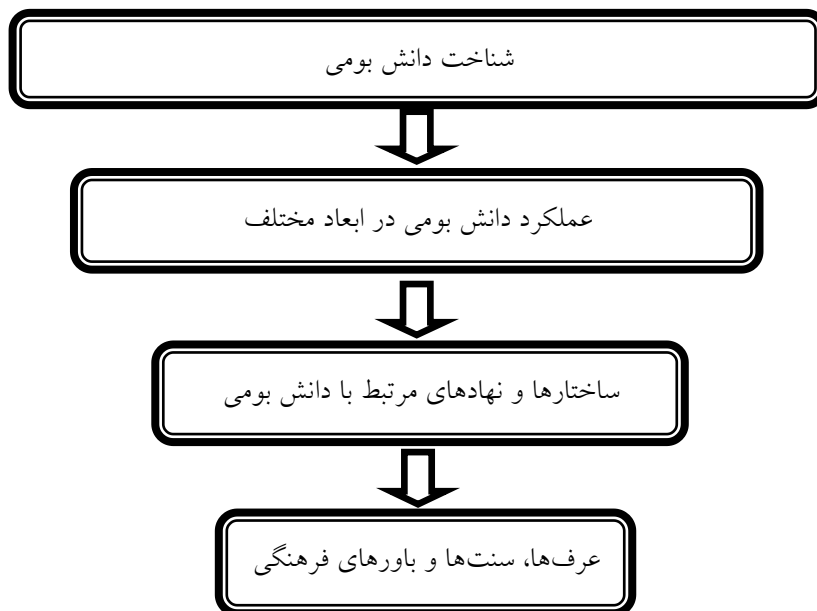 شناخت دانش بومی
عملکرد دانش بومی در ابعاد مختلف
ساختارها و نهادهای مرتبط با دانش بومی
عرف‌ها، سنت‌ها و باورهای فرهنگی